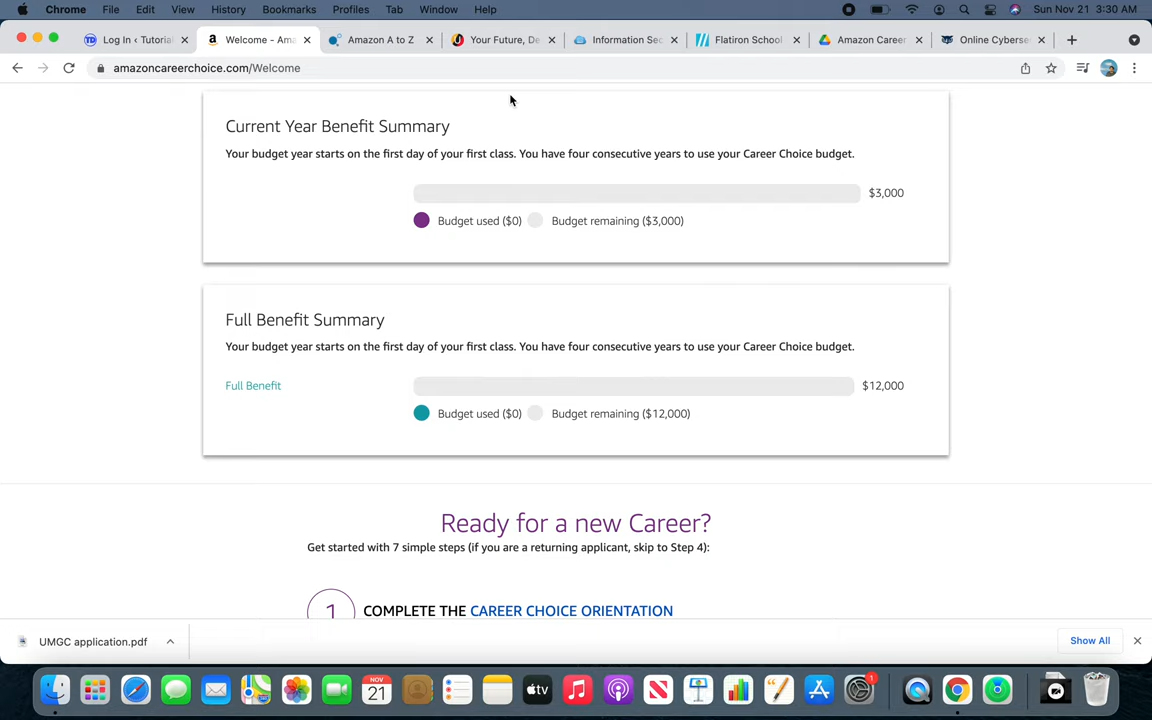 Chrome File Edit View History Bookmarks Profiles Tab Window Help Sun Nov 21 3:30 AM
Log In ‹ Tutorial Welcome - Ama Amazon A to Z Your Future, De Information Sec Flatiron School Amazon Career Online Cyberse
amazoncareerchoice.com/Welcome
Current Year Benefit Summary
Your budget year starts on the first day of your first class. You have four consecutive years to use your Career Choice budget.
$3,000
Budget used ($0) Budget remaining ($3,000)
Full Benefit Summary
Your budget year starts on the first day of your first class. You have four consecutive years to use your Career Choice budget.
Full Benefit $12,000
Budget used ($0) Budget remaining ($12,000)
Ready for a new Career?
Get started with 7 simple steps (if you are a returning applicant, skip to Step 4):
1 COMPLETE THE CAREER CHOICE ORIENTATION
UMGC application.pdf Show All
NOV 21 tv 1